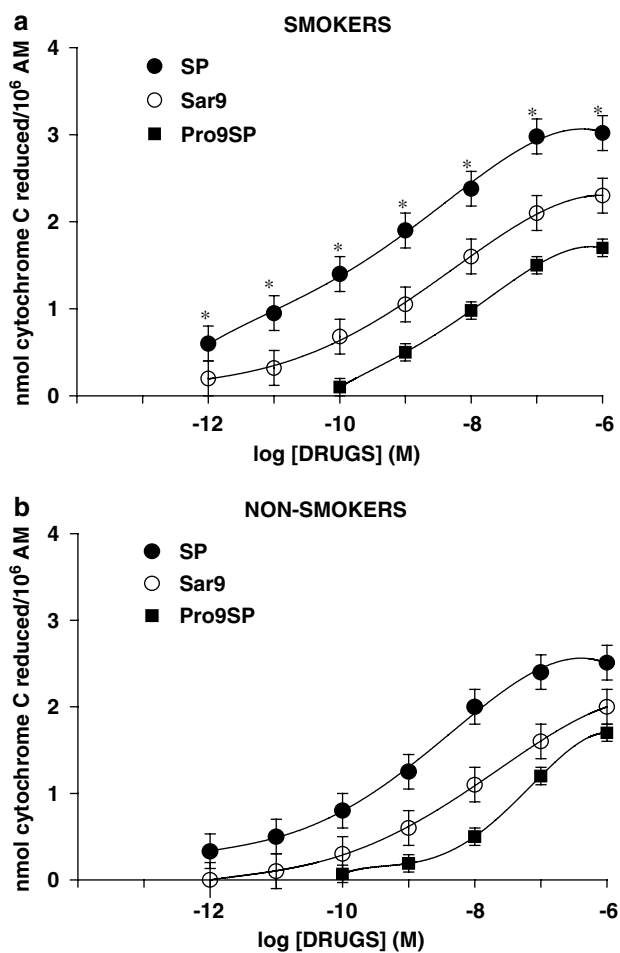 a
SMOKERS
nmol cytochrome C reduced/10⁶ AM
4
3
2
1
0
SP
Sar9
Pro9SP
* * * * * * *
-12 -10 -8 -6
log [DRUGS] (M)
b
NON-SMOKERS
nmol cytochrome C reduced/10⁶ AM
4
3
2
1
0
SP
Sar9
Pro9SP
-12 -10 -8 -6
log [DRUGS] (M)